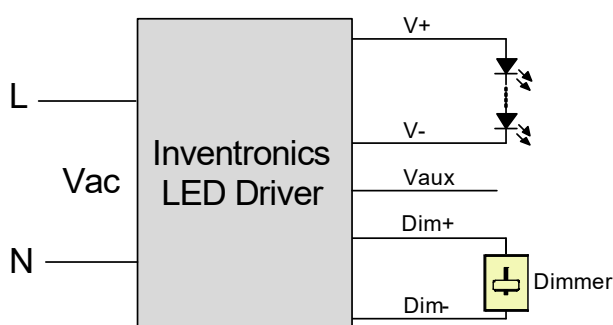 L
Vac
N
Inventronics
LED Driver
V+
V-
Vaux
Dim+
Dimmer
Dim-